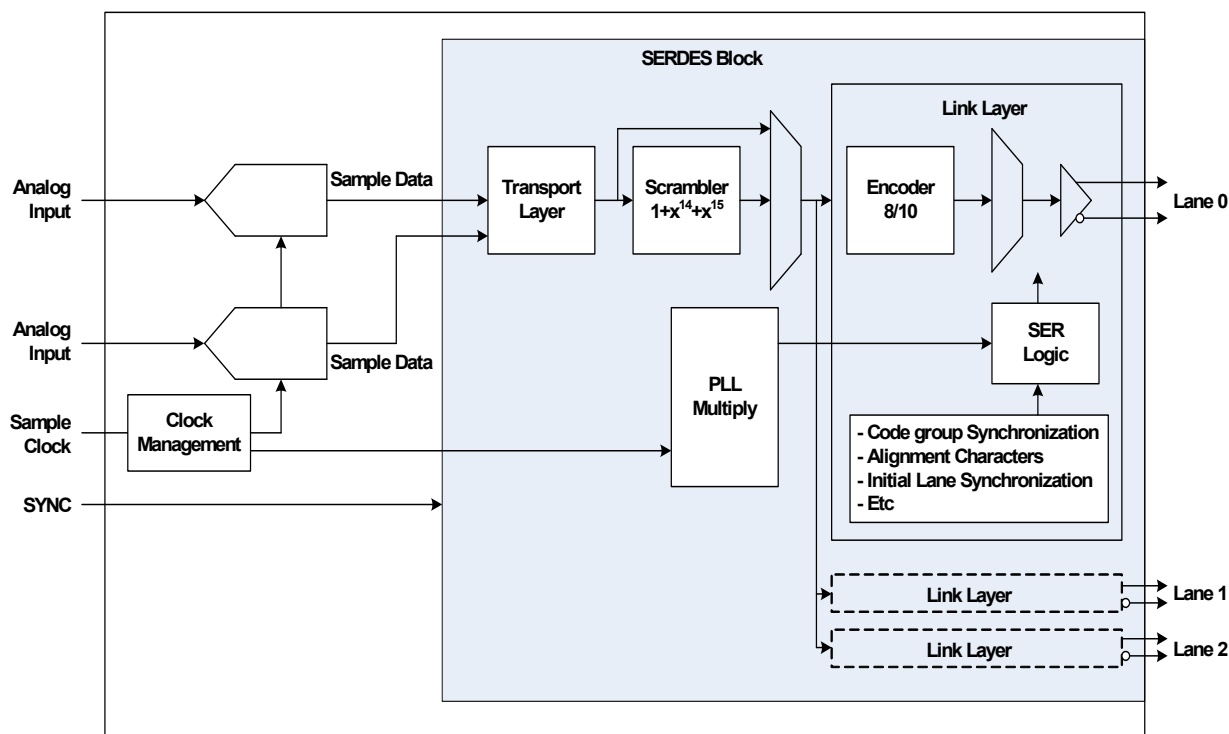 SERDES Block
Link Layer
Analog
Input
Sample Data
Transport
Layer
Scrambler
1+x¹⁴+x¹⁵
Encoder
8/10
Lane 0
Analog
Input
Sample Data
SER
Logic
PLL
Multiply
Sample
Clock
Clock
Management
- Code group Synchronization
- Alignment Characters
- Initial Lane Synchronization
- Etc
SYNC
Link Layer
Lane 1
Link Layer
Lane 2